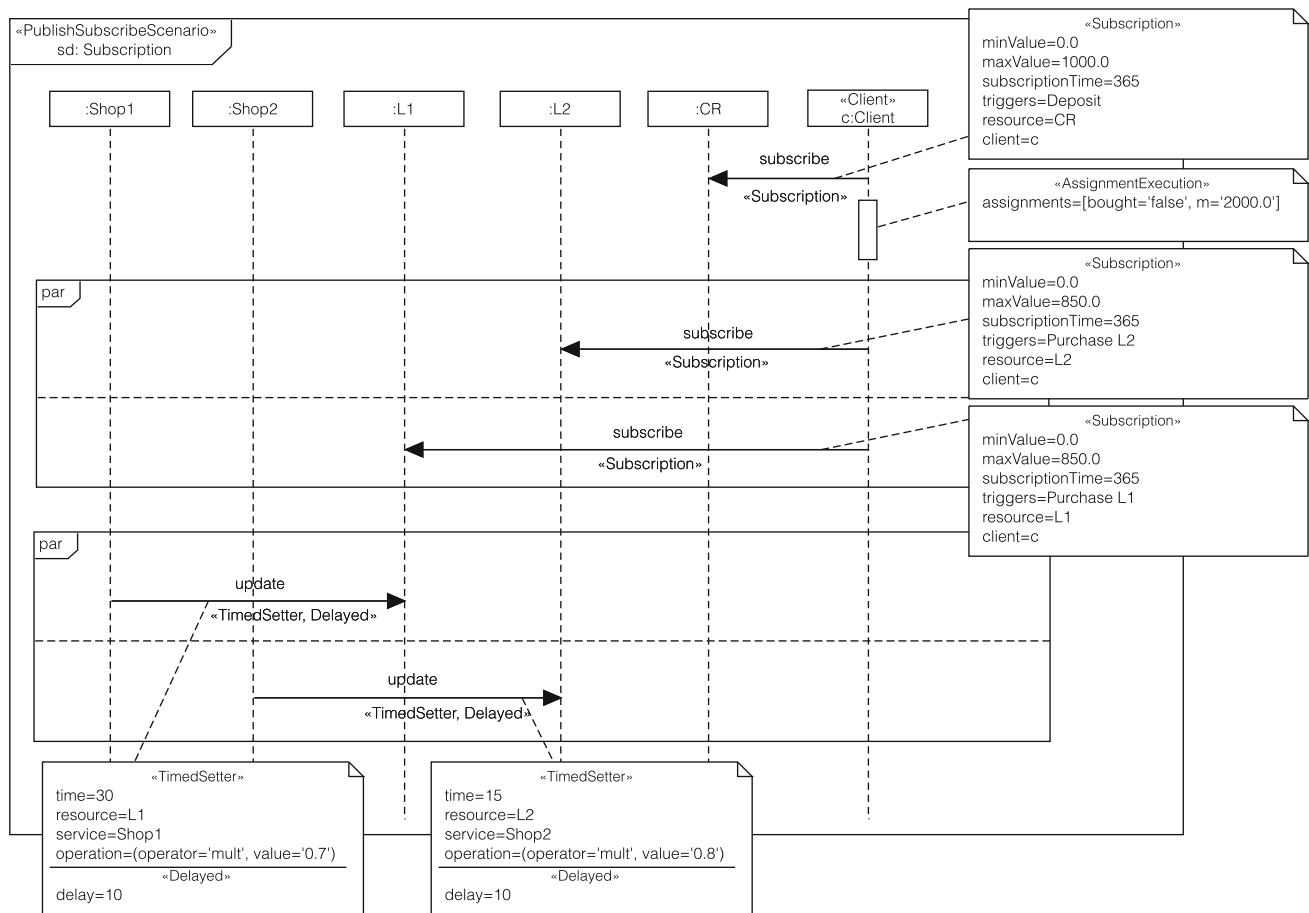 «PublishSubscribeScenario»
sd: Subscription
«Subscription»
minValue=0.0
maxValue=1000.0
subscriptionTime=365
triggers=Deposit
resource=CR
client=c
:Shop1
:Shop2
:L1
:L2
:CR
«Client»
c:Client
subscribe
«Subscription»
«AssignmentExecution»
assignments=[bought='false', m='2000.0']
par
«Subscription»
minValue=0.0
maxValue=850.0
subscriptionTime=365
triggers=Purchase L2
resource=L2
client=c
subscribe
«Subscription»
«Subscription»
minValue=0.0
maxValue=850.0
subscriptionTime=365
triggers=Purchase L1
resource=L1
client=c
subscribe
«Subscription»
par
update
«TimedSetter, Delayed»
update
«TimedSetter, Delayed»
«TimedSetter»
time=30
resource=L1
service=Shop1
operation=(operator='mult', value='0.7')
«Delayed»
delay=10
«TimedSetter»
time=15
resource=L2
service=Shop2
operation=(operator='mult', value='0.8')
«Delayed»
delay=10